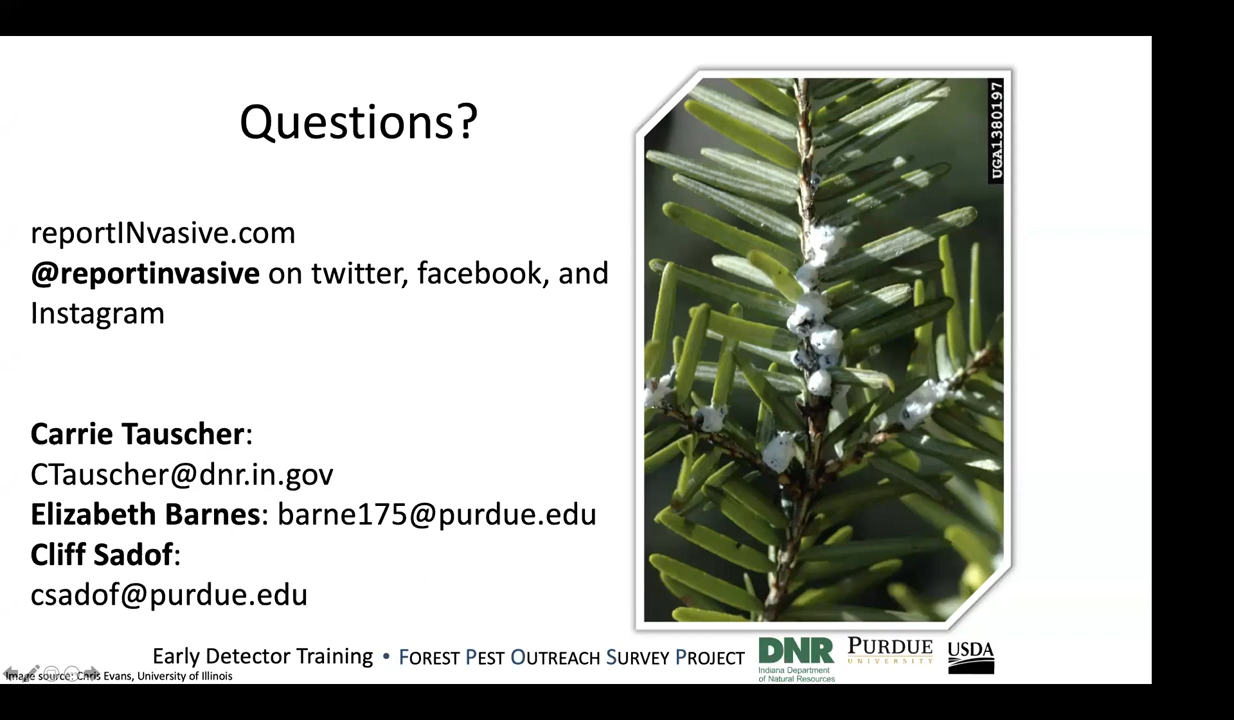 Questions?
reportINvasive.com
@reportinvasive on twitter, facebook, and
Instagram
Carrie Tauscher:
CTauscher@dnr.in.gov
Elizabeth Barnes: barne175@purdue.edu
Cliff Sadof:
csadof@purdue.edu
UGA1380197
Early Detector Training • FOREST PEST OUTREACH SURVEY PROJECT
DNR
Indiana Department
of Natural Resources
PURDUE
UNIVERSITY
USDA
Image source: Chris Evans, University of Illinois